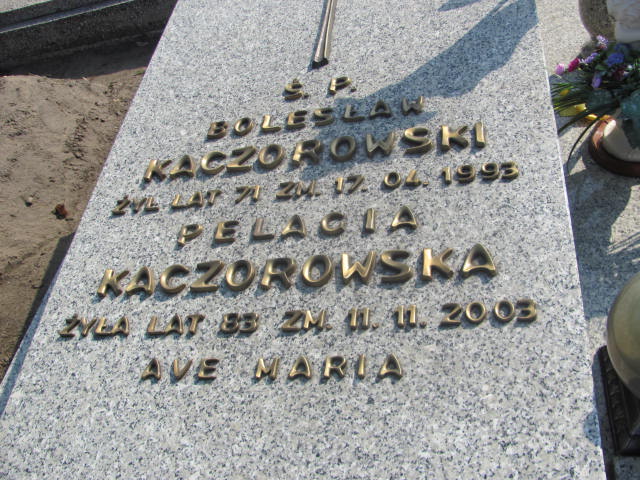 Ś. P.
BOLESŁAW
KACZOROWSKI
ŻYŁ LAT 71 ZM. 17. 04. 1993
PELAGIA
KACZOROWSKA
ŻYŁA LAT 83 ZM. 11. 11. 2003
AVE MARIA